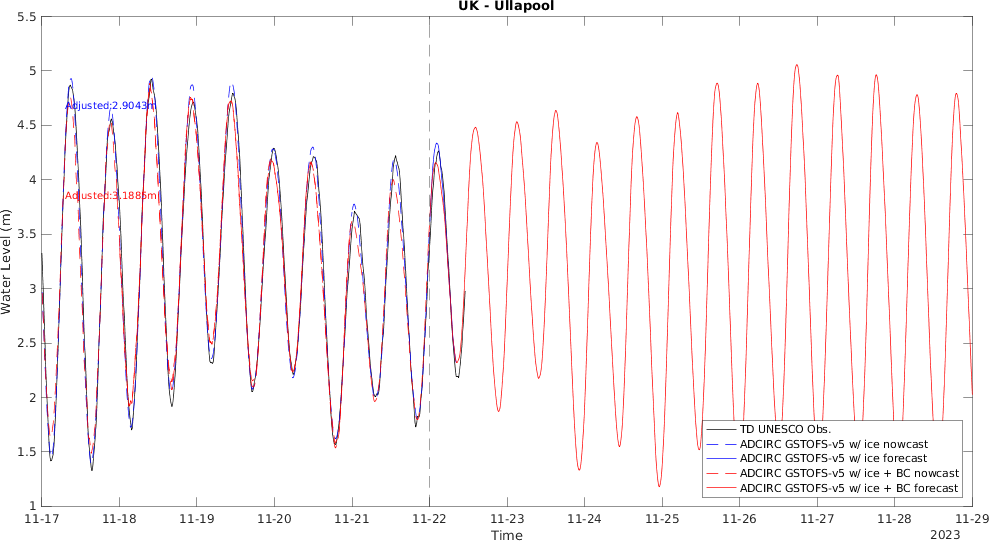 UK - Ullapool
5.5
5
4.5
4
3.5
3
2.5
2
1.5
1
Water Level (m)
Adjusted:2.9043m
Adjusted:3.1885m
TD UNESCO Obs.
ADCIRC GSTOFS-v5 w/ ice nowcast
ADCIRC GSTOFS-v5 w/ ice forecast
ADCIRC GSTOFS-v5 w/ ice + BC nowcast
ADCIRC GSTOFS-v5 w/ ice + BC forecast
11-17 11-18 11-19 11-20 11-21 11-22 11-23 11-24 11-25 11-26 11-27 11-28 11-29
Time
2023